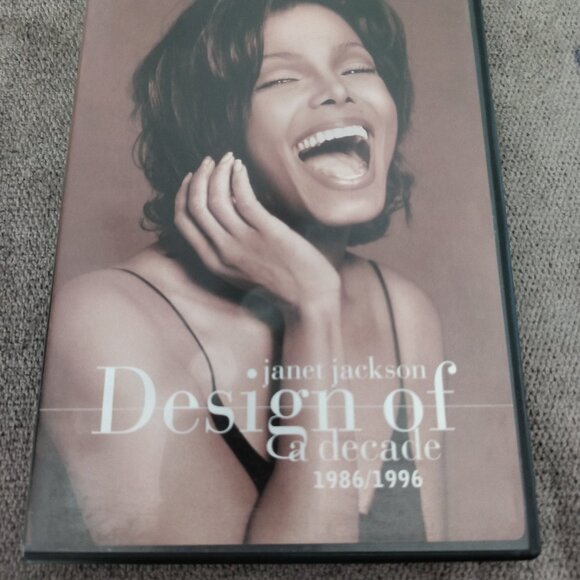 janet jackson
Design of
a decade
1986/1996